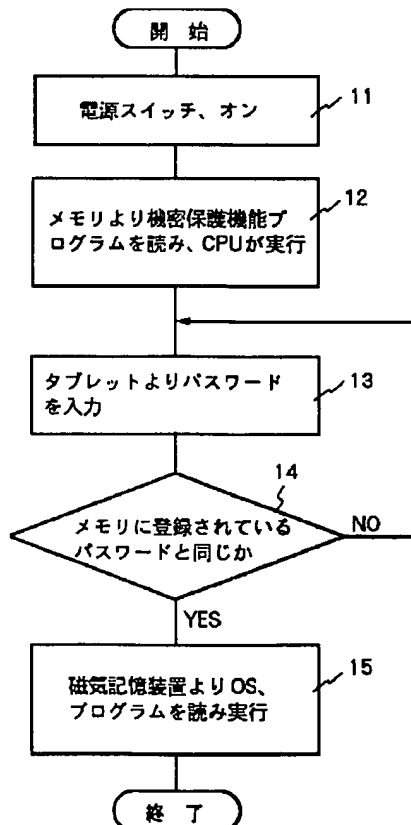 開 始
電源スイッチ、オン
11
メモリより機密保護機能プ
ログラムを読み、CPUが実行
12
タブレットよりパスワード
を入力
13
14
メモリに登録されている
パスワードと同じか
NO
YES
磁気記憶装置よりOS、
プログラムを読み実行
15
終 了